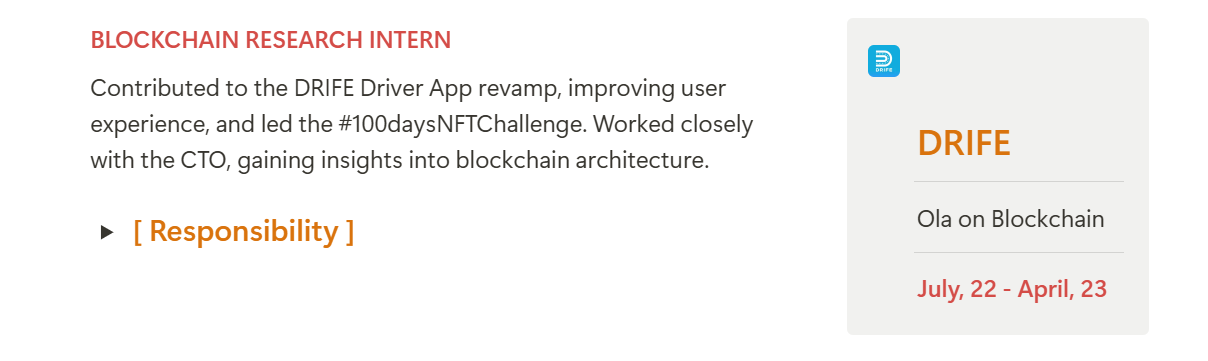 BLOCKCHAIN RESEARCH INTERN
Contributed to the DRIFE Driver App revamp, improving user
experience, and led the #100daysNFTChallenge. Worked closely
with the CTO, gaining insights into blockchain architecture.
[ Responsibility ]
DRIFE
DRIFE
Ola on Blockchain
July, 22 - April, 23